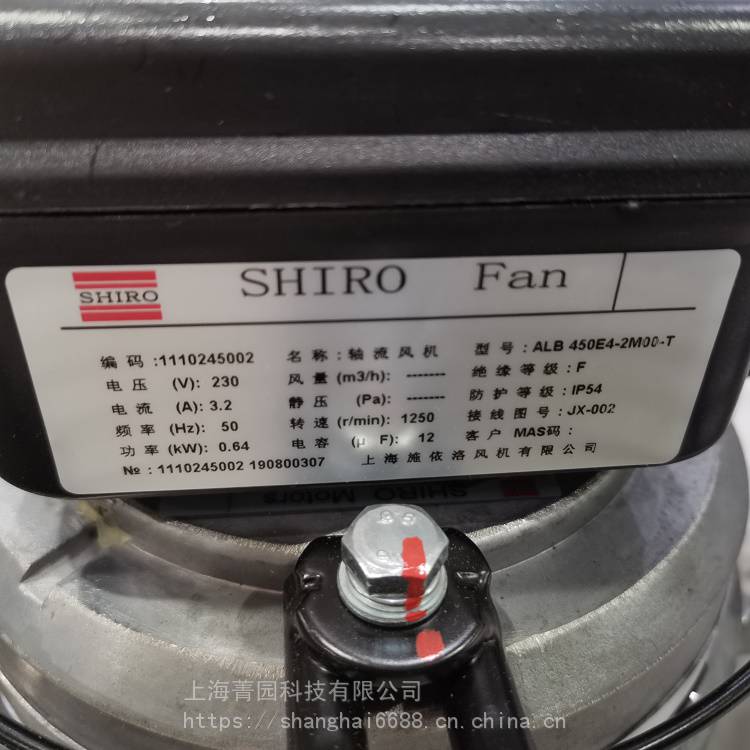 SHIRO
SHIRO Fan
编码:1110245002 名称:轴流风机 型号:ALB 450E4-2M00-T
电压 (V): 230 风量 (m3/h): ------- 绝缘等级:F
电流 (A): 3.2 静压 (Pa):------- 防护等级:IP54
频率 (Hz): 50 转速 (r/min): 1250 接线图号:JX-002
功率 (kW): 0.64 电容 (μ F): 12 客户 MAS码:
№ : 1110245002 190800307 上海施依洛风机有限公司
SHIRO Motors
8.8
上海菁园科技有限公司
https://shanghai6688.cn.china.cn/